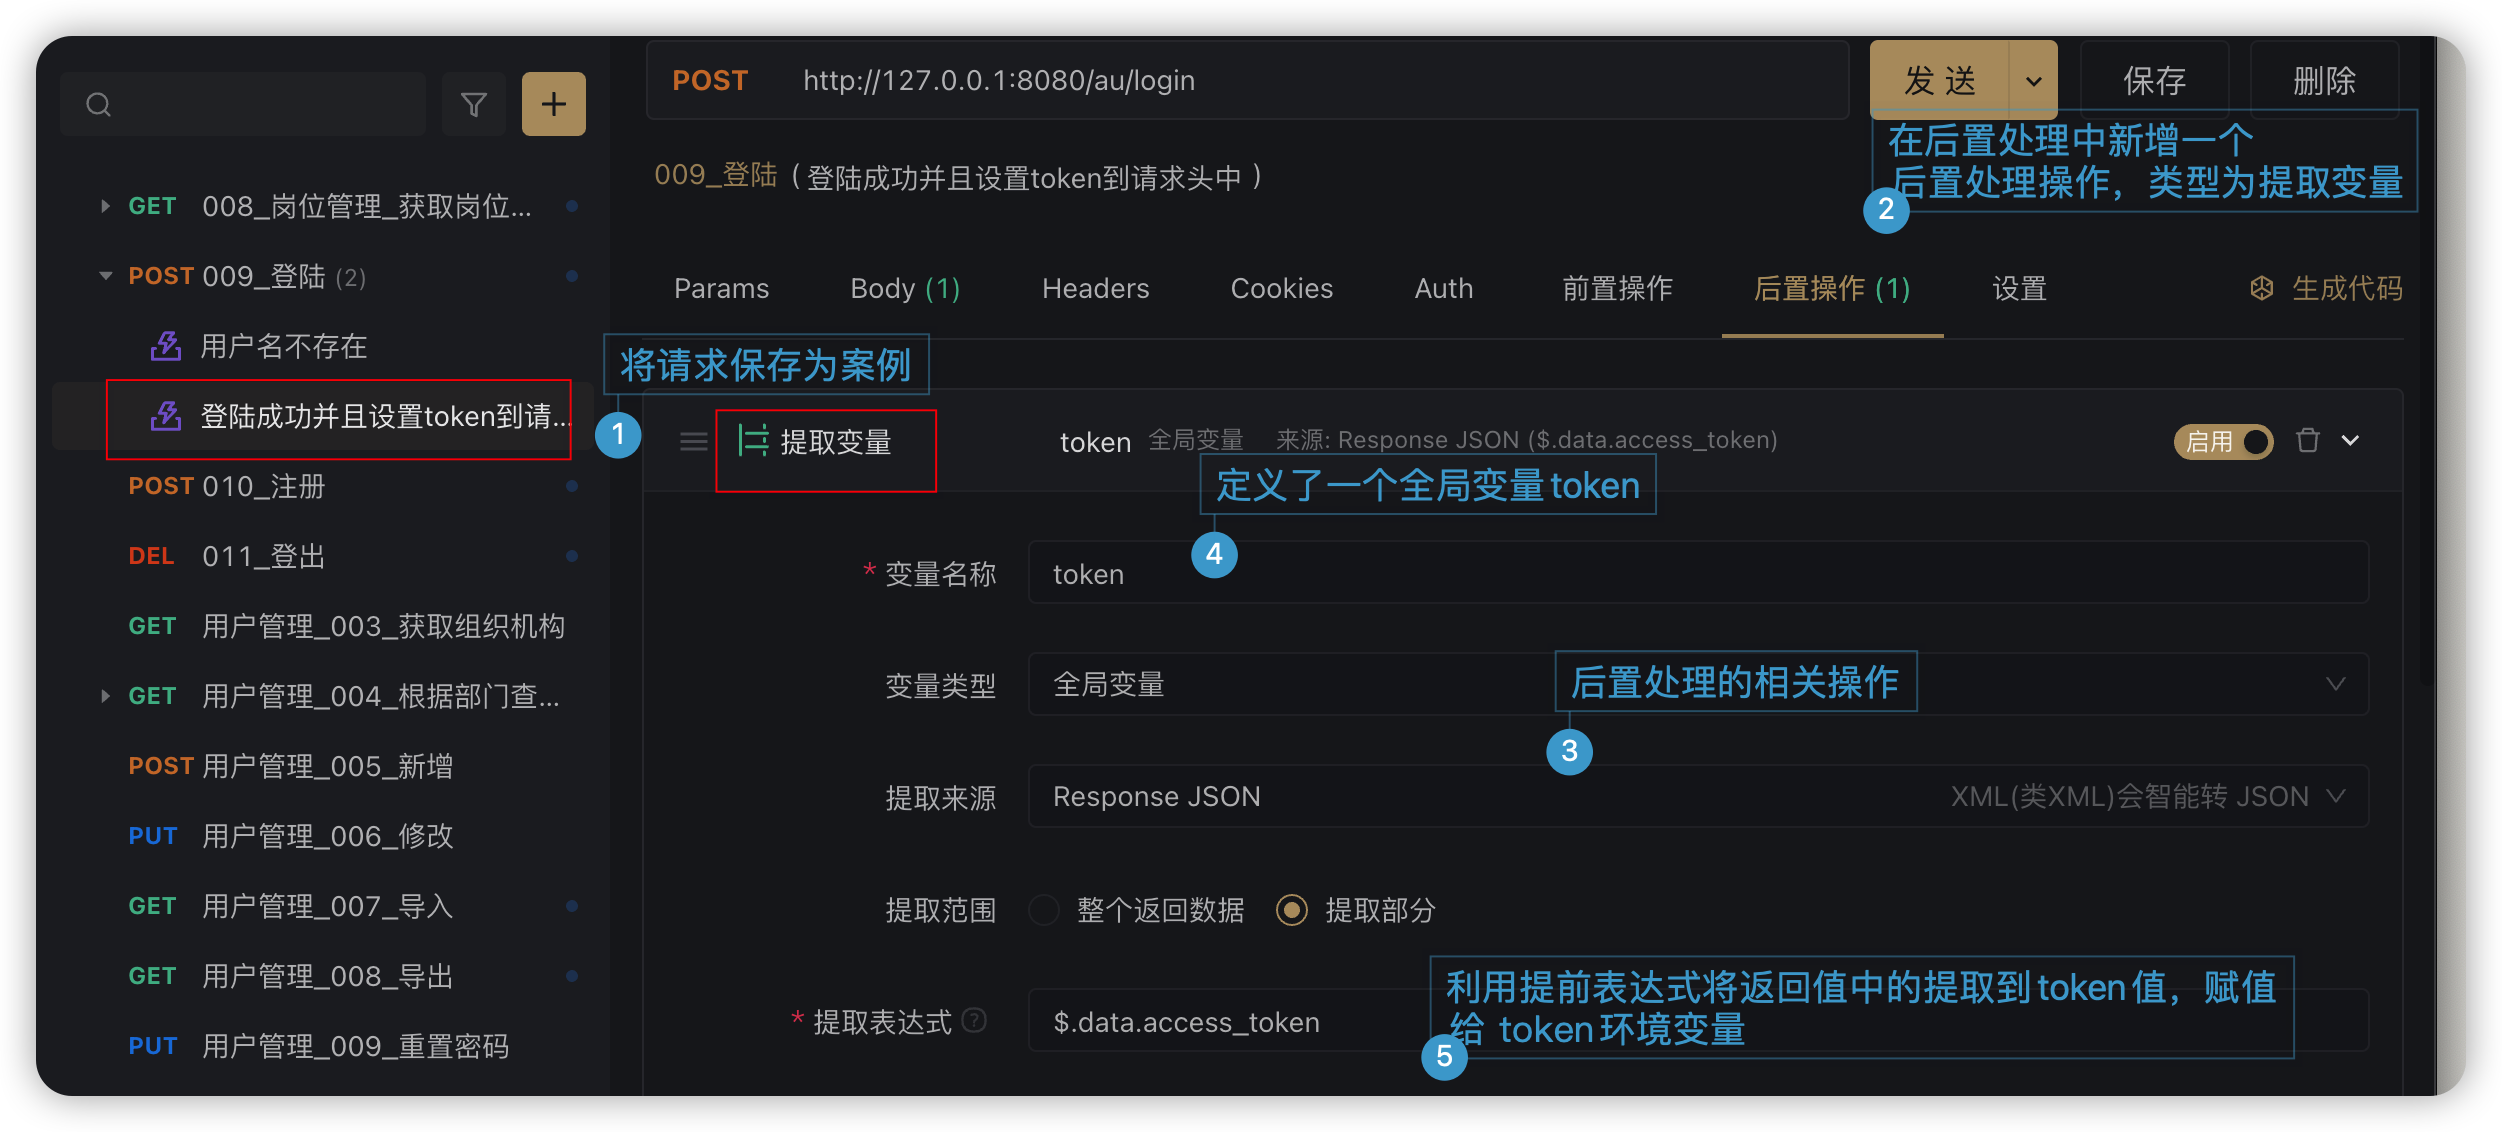 POST http://127.0.0.1:8080/au/login 发 送 保存 删除
在后置处理中新增一个
后置处理操作，类型为提取变量
2
009_登陆 ( 登陆成功并且设置token到请求头中 )
GET 008_岗位管理_获取岗位...
POST 009_登陆 (2)
用户名不存在
登陆成功并且设置token到请...
POST 010_注册
DEL 011_登出
GET 用户管理_003_获取组织机构
GET 用户管理_004_根据部门查...
POST 用户管理_005_新增
PUT 用户管理_006_修改
GET 用户管理_007_导入
GET 用户管理_008_导出
PUT 用户管理_009_重置密码
Params Body (1) Headers Cookies Auth 前置操作 后置操作 (1) 设置 生成代码
将请求保存为案例
1
提取变量 token 全局变量 来源: Response JSON ($.data.access_token) 启用
定义了一个全局变量token
4
* 变量名称 token
变量类型 全局变量
后置处理的相关操作
3
提取来源 Response JSON XML(类XML)会智能转 JSON
提取范围 整个返回数据 提取部分
* 提取表达式 ? $.data.access_token
利用提前表达式将返回值中的提取到token值，赋值
给 token环境变量
5